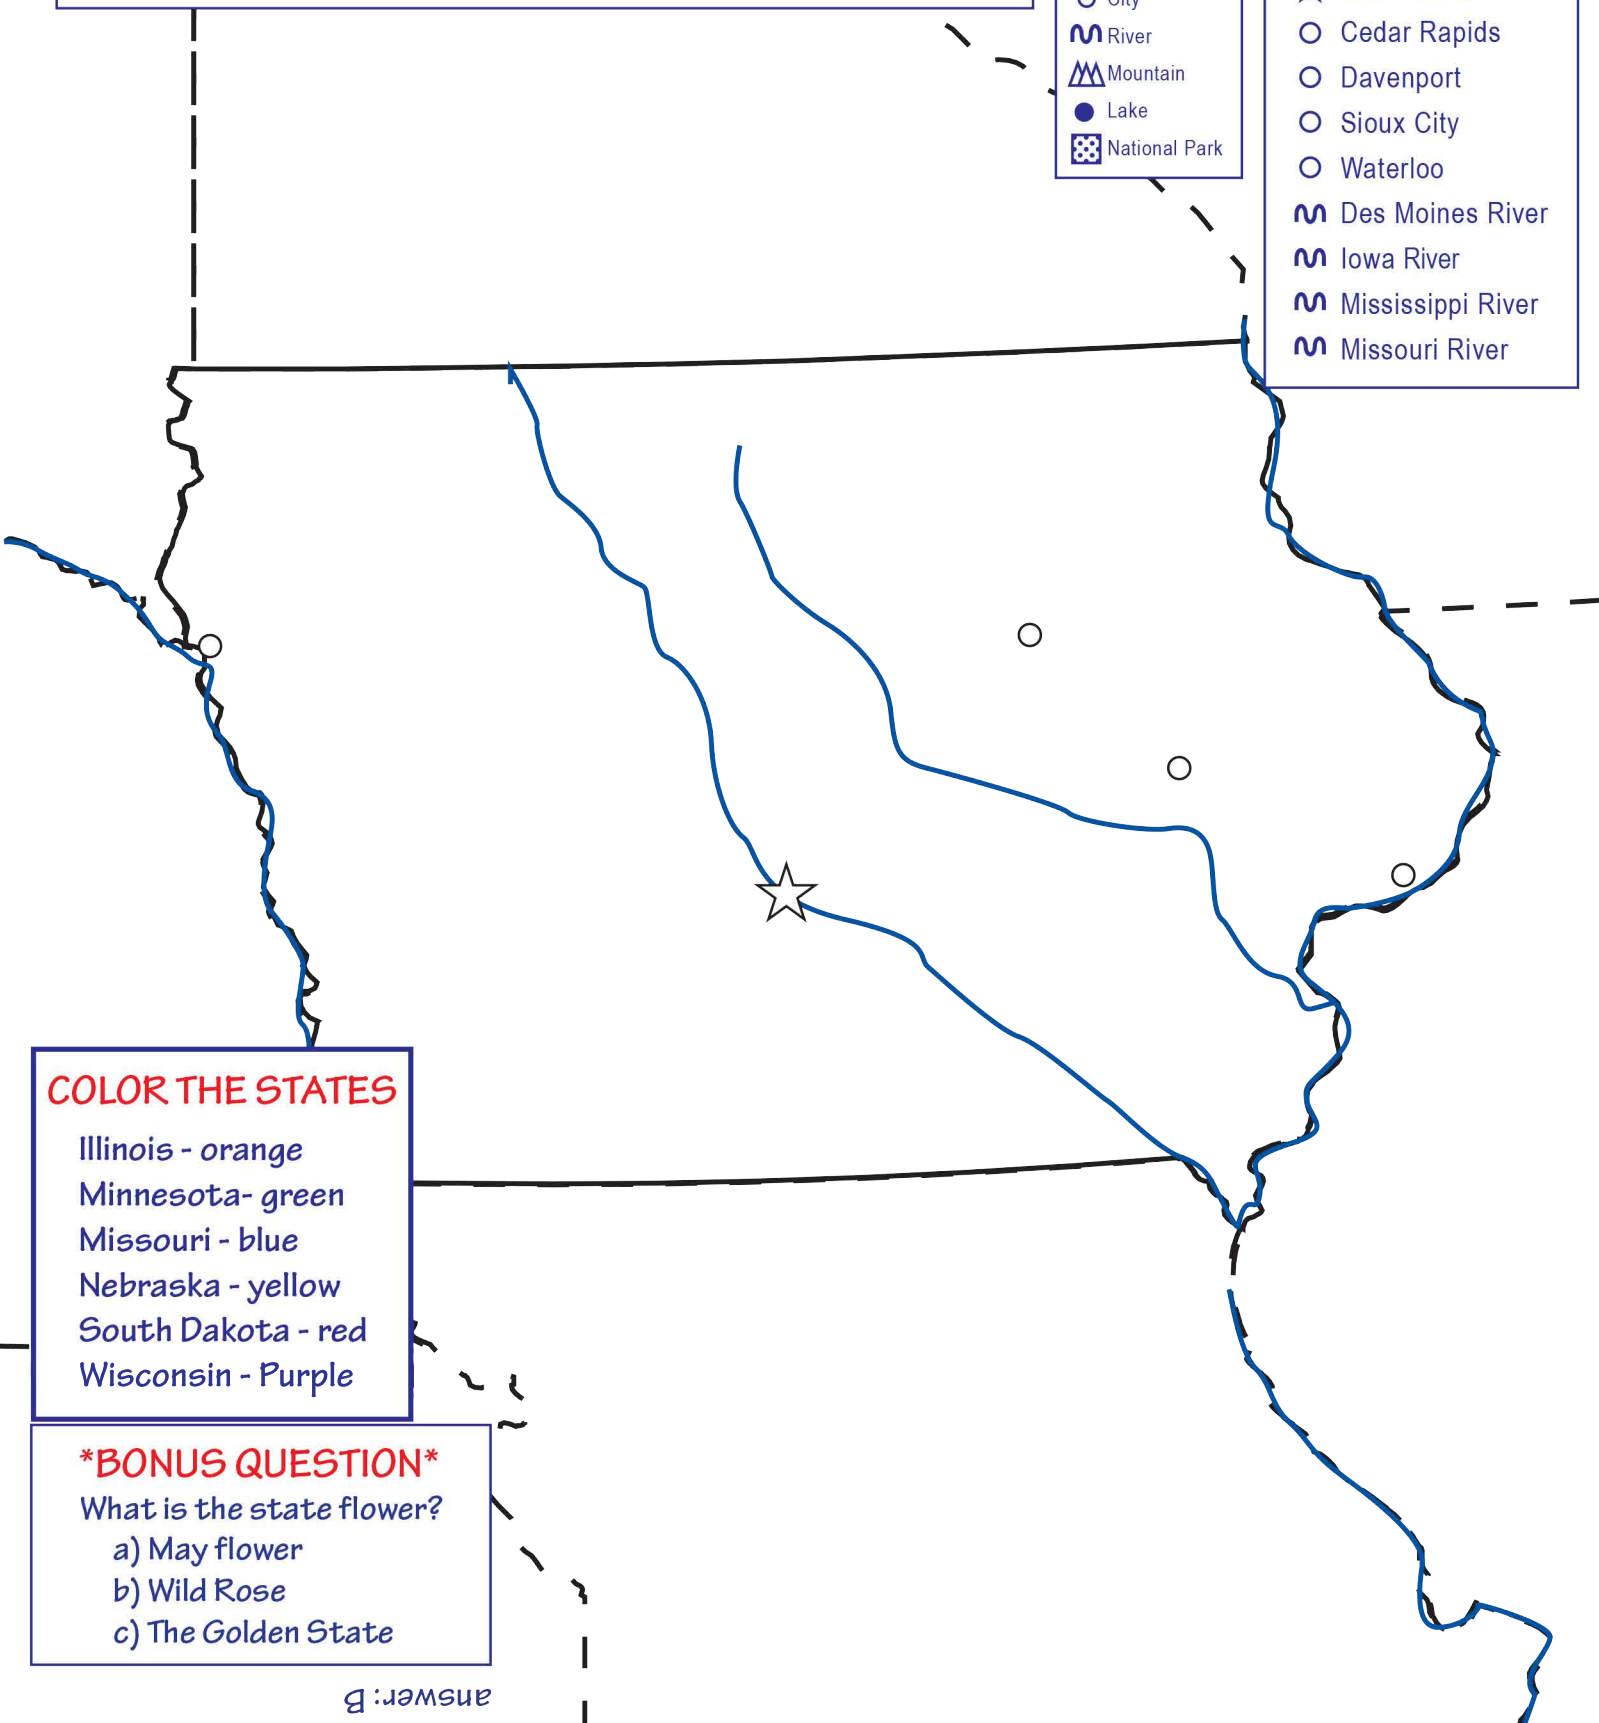 City
River
Mountain
Lake
National Park
Cedar Rapids
Davenport
Sioux City
Waterloo
Des Moines River
Iowa River
Mississippi River
Missouri River
COLOR THE STATES
Illinois - orange
Minnesota- green
Missouri - blue
Nebraska - yellow
South Dakota - red
Wisconsin - Purple
*BONUS QUESTION*
What is the state flower?
a) May flower
b) Wild Rose
c) The Golden State
answer: B